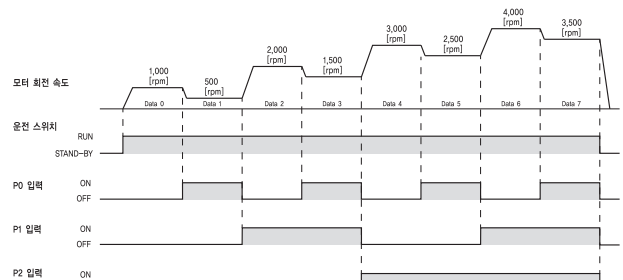 4,000
[rpm]
3,000
[rpm]
3,500
[rpm]
2,000
[rpm]
2,500
[rpm]
1,500
[rpm]
1,000
[rpm]
500
[rpm]
모터 회전 속도
Data 0 Data 1 Data 2 Data 3 Data 4 Data 5 Data 6 Data 7
운전 스위치
RUN
STAND-BY
P0 입력 ON
OFF
P1 입력 ON
OFF
P2 입력 ON